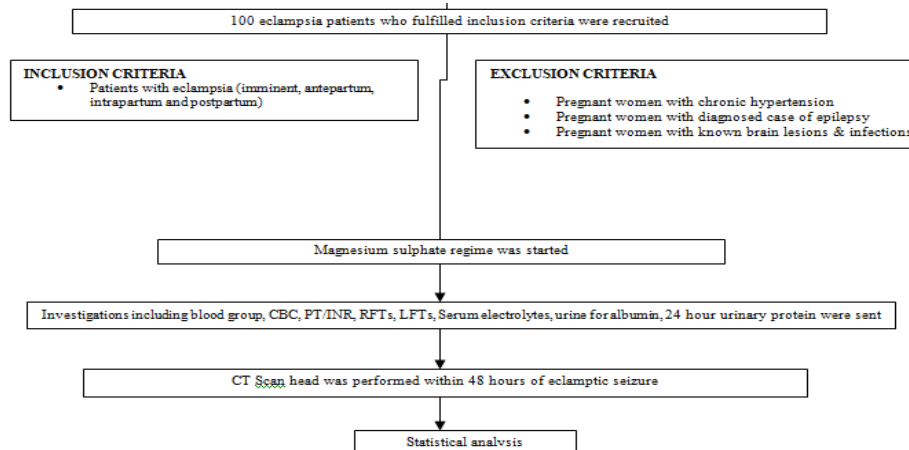 100 eclampsia patients who fulfilled inclusion criteria were recruited
INCLUSION CRITERIA
• Patients with eclampsia (imminent, antepartum,
intrapartum and postpartum)
EXCLUSION CRITERIA
• Pregnant women with chronic hypertension
• Pregnant women with diagnosed case of epilepsy
• Pregnant women with known brain lesions & infections
Magnesium sulphate regime was started
Investigations including blood group, CBC, PT/INR, RFTs, LFTs, Serum electrolytes, urine for albumin, 24 hour urinary protein were sent
CT Scan head was performed within 48 hours of eclamptic seizure
Statistical analysis